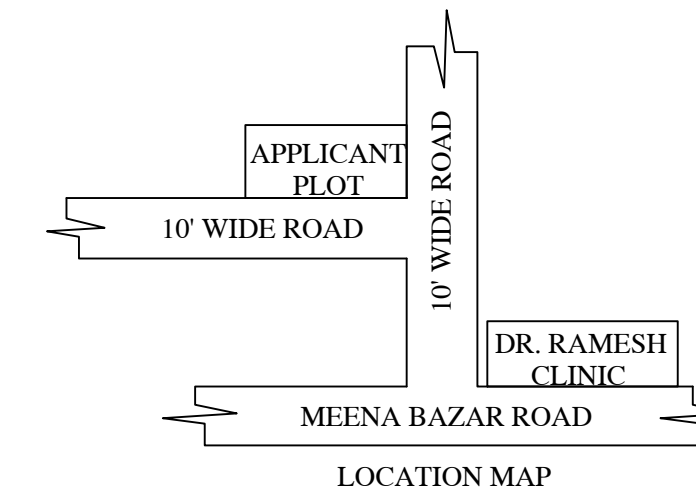 APPLICANT
PLOT
10' WIDE ROAD
10' WIDE ROAD
DR. RAMESH
CLINIC
MEENA BAZAR ROAD
LOCATION MAP